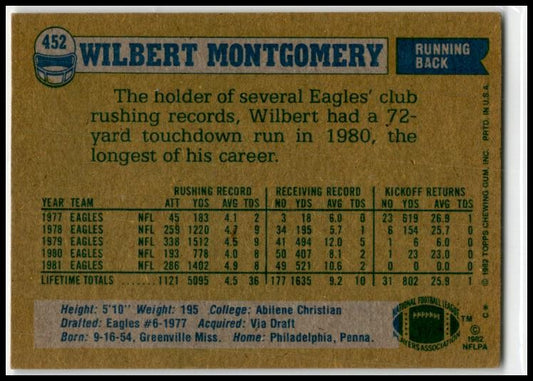 452
WILBERT MONTGOMERY
RUNNING
BACK
The holder of several Eagles' club
rushing records, Wilbert had a 72-
yard touchdown run in 1980, the
longest of his career.
RUSHING RECORD RECEIVING RECORD KICKOFF RETURNS
YEAR TEAM ATT YDS AVG TDS NO YDS AVG TDS NO YDS AVG TDS
1977 EAGLES NFL 45 183 4.1 2 3 18 6.0 0 23 619 26.9 1
1978 EAGLES NFL 259 1220 4.7 9 34 195 5.7 1 6 154 25.7 0
1979 EAGLES NFL 338 1512 4.5 9 41 494 12.0 5 1 6 6.0 0
1980 EAGLES NFL 193 778 4.0 8 50 407 8.1 2 1 23 23.0 0
1981 EAGLES NFL 286 1402 4.9 8 49 521 10.6 2 0 0 0
LIFETIME TOTALS 1121 5095 4.5 36 177 1635 9.2 10 31 802 25.9 1
Height: 5'10" Weight: 195 College: Abilene Christian
Drafted: Eagles #6-1977 Acquired: Via Draft
Born: 9-16-54, Greenville Miss. Home: Philadelphia, Penna.
NATIONAL FOOTBALL LEAGUE
PLAYERS ASSOCIATION
TM
©
1982
NFLPA
C*
© 1982 TOPPS CHEWING GUM, INC. PRTD. IN U.S.A.